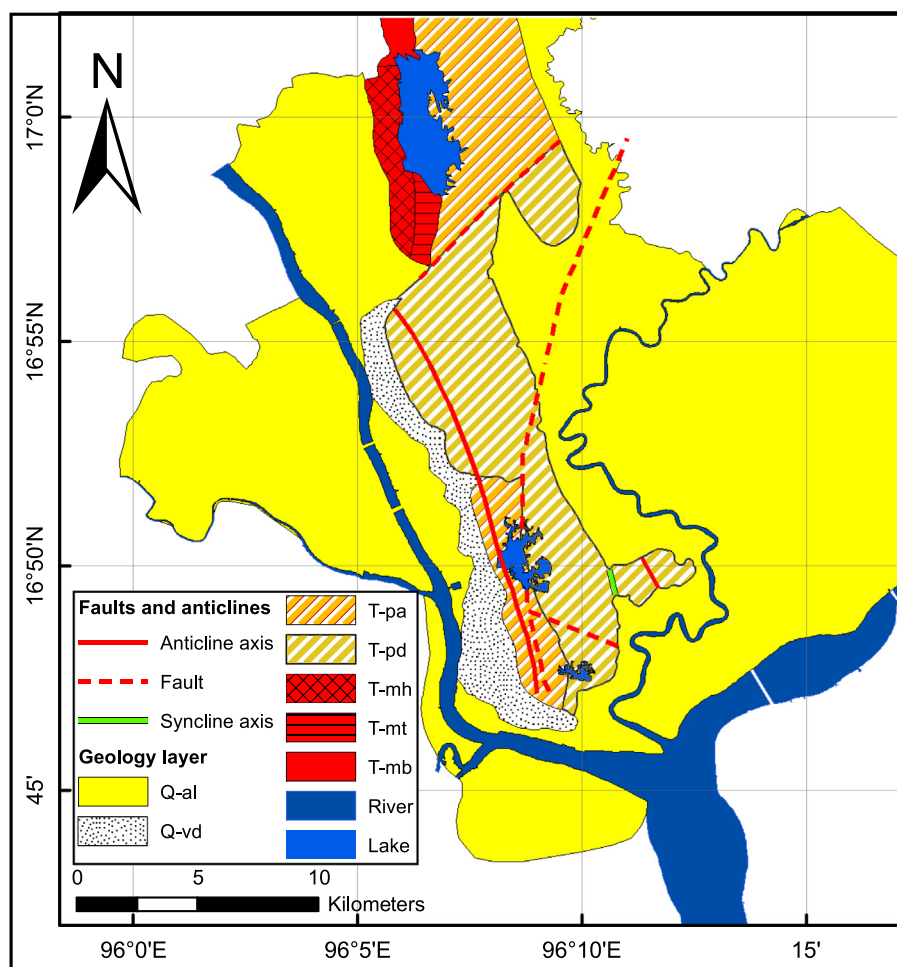 N
17°0'N
16°55'N
16°50'N
45'
Faults and anticlines
Anticline axis
Fault
Syncline axis
Geology layer
Q-al
Q-vd
T-pa
T-pd
T-mh
T-mt
T-mb
River
Lake
0 5 10
Kilometers
96°0'E 96°5'E 96°10'E 15'